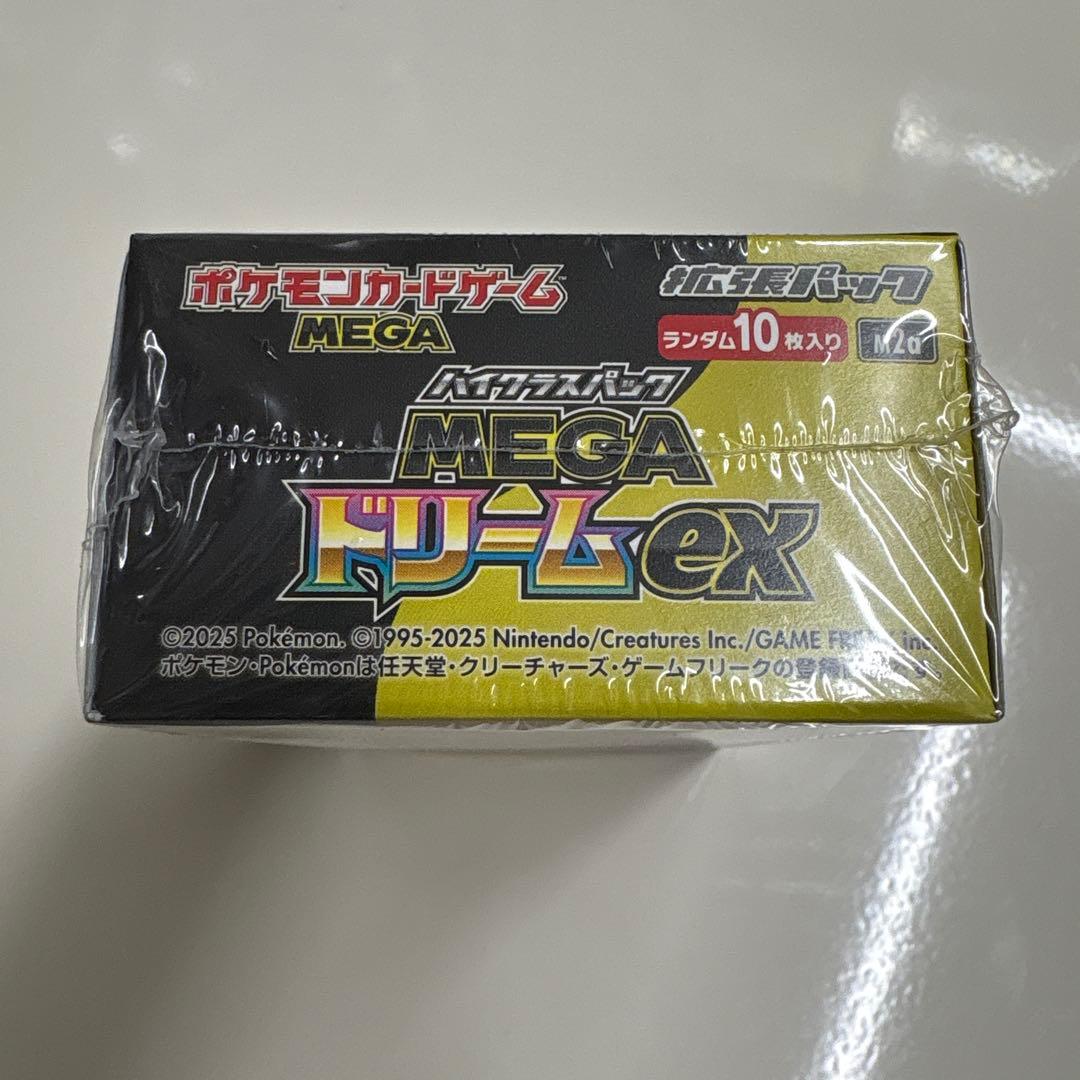 ポケモンカードゲーム™
MEGA
拡張パック
ランダム10枚入り
M2a
ハイクラスパック
MEGA
ドリームex
©2025 Pokémon. ©1995-2025 Nintendo/Creatures Inc./GAME FREAK inc.
ポケモン・Pokémonは任天堂・クリーチャーズ・ゲームフリークの登録